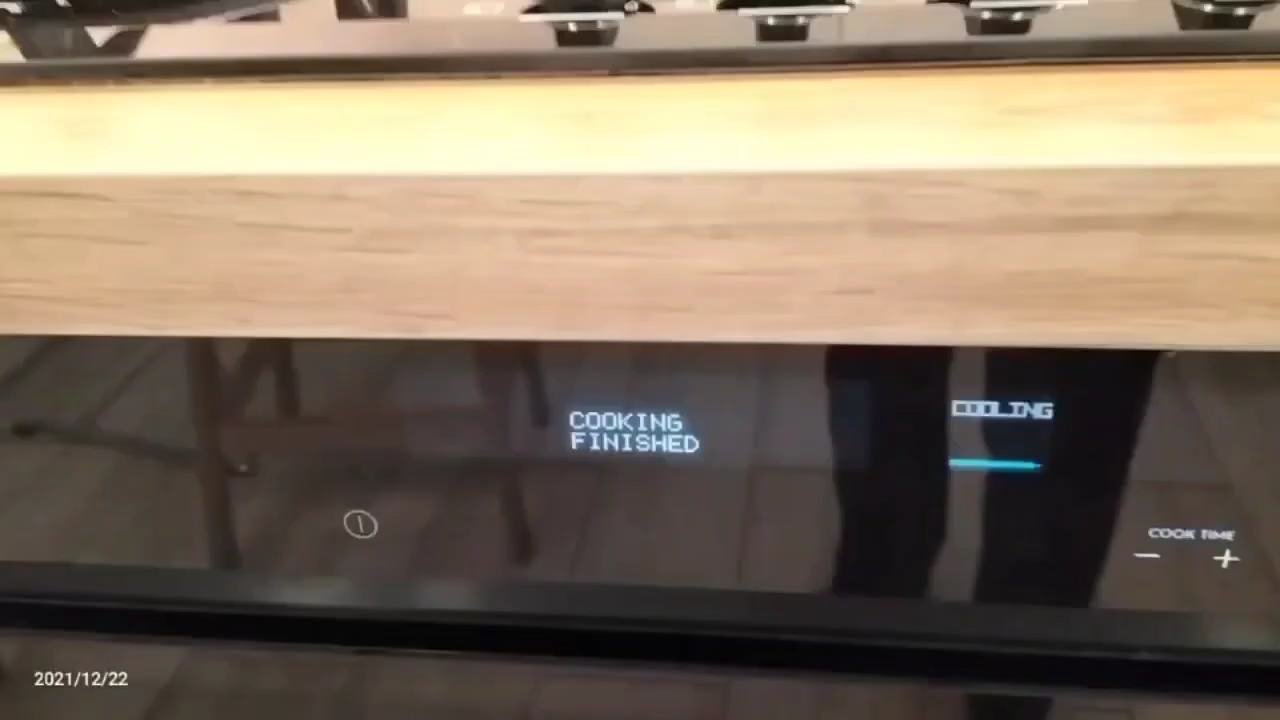 COOKING
FINISHED
COOLING
COOK TIME
− +
2021/12/22